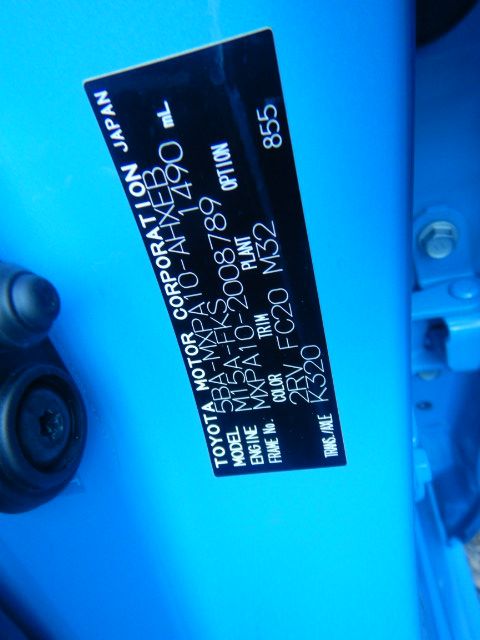 TOYOTA MOTOR CORPORATION JAPAN
MODEL 5BA-MXPA10-AHXEB
ENGINE M15A-FKS 1490 mL
FRAME No. MXPA10-2008789
COLOR TRIM PLANT OPTION
2RV FC20 M32 855
TRANS./AXLE K320